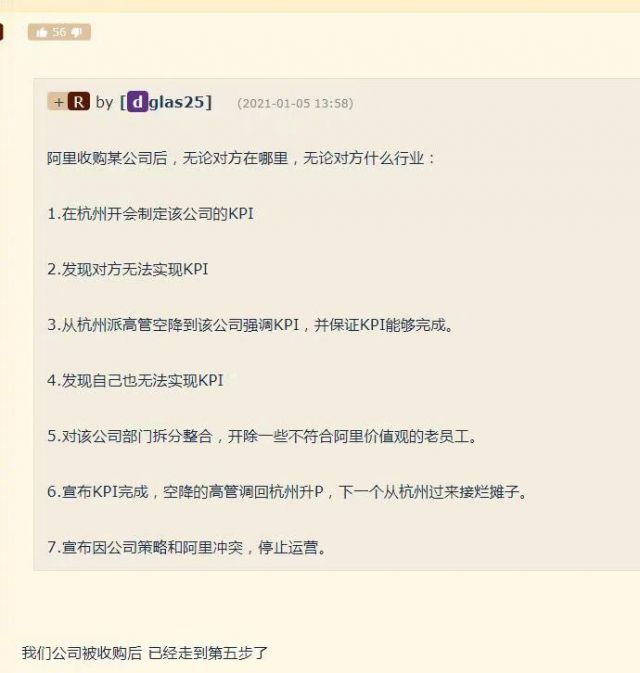 56
+ R by [dglas25] (2021-01-05 13:58)
阿里收购某公司后，无论对方在哪里，无论对方什么行业：
1.在杭州开会制定该公司的KPI
2.发现对方无法实现KPI
3.从杭州派高管空降到该公司强调KPI，并保证KPI能够完成。
4.发现自己也无法实现KPI
5.对该公司部门拆分整合，开除一些不符合阿里价值观的老员工。
6.宣布KPI完成，空降的高管调回杭州升P，下一个从杭州过来接烂摊子。
7.宣布因公司策略和阿里冲突，停止运营。
我们公司被收购后 已经走到第五步了